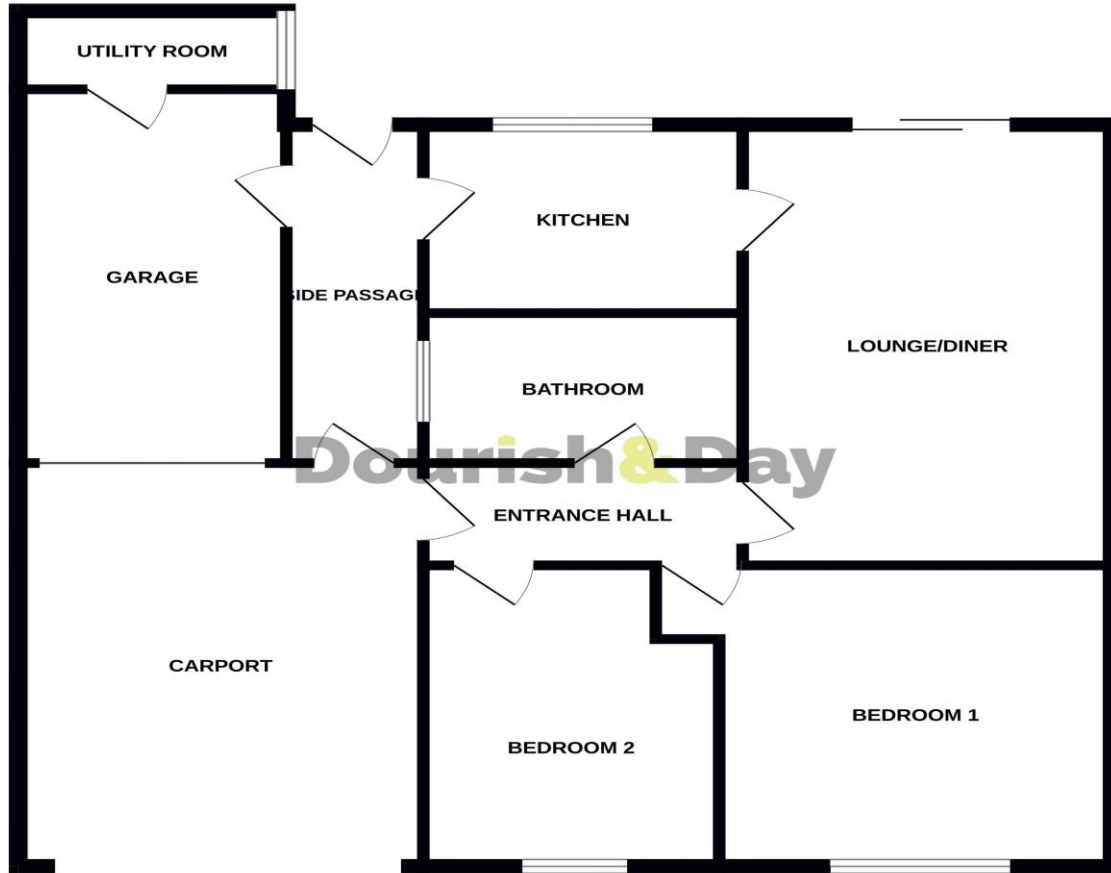 UTILITY ROOM
KITCHEN
GARAGE
SIDE PASSAGE
LOUNGE/DINER
BATHROOM
Dourish&Day
ENTRANCE HALL
CARPORT
BEDROOM 1
BEDROOM 2